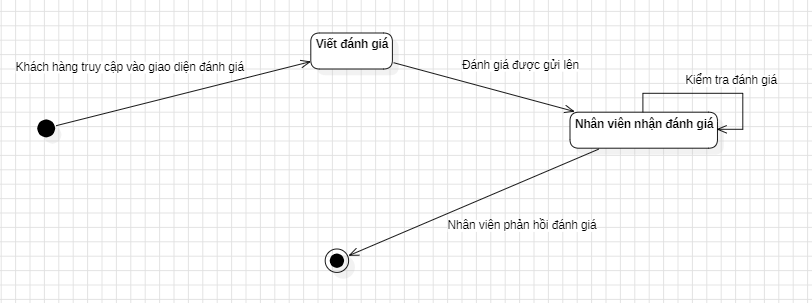 Viết đánh giá
Khách hàng truy cập vào giao diện đánh giá
Đánh giá được gửi lên
Kiểm tra đánh giá
Nhân viên nhận đánh giá
Nhân viên phản hồi đánh giá